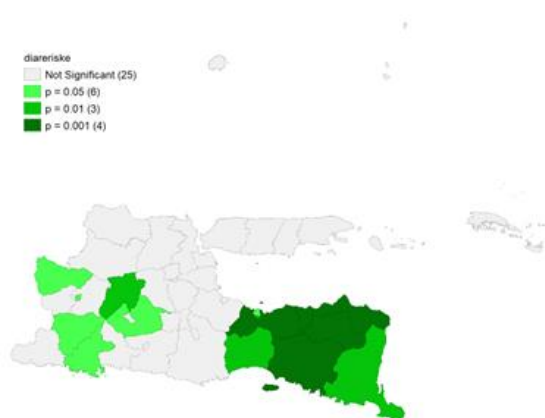 diareriske
Not Significant (25)
p = 0.05 (6)
p = 0.01 (3)
p = 0.001 (4)